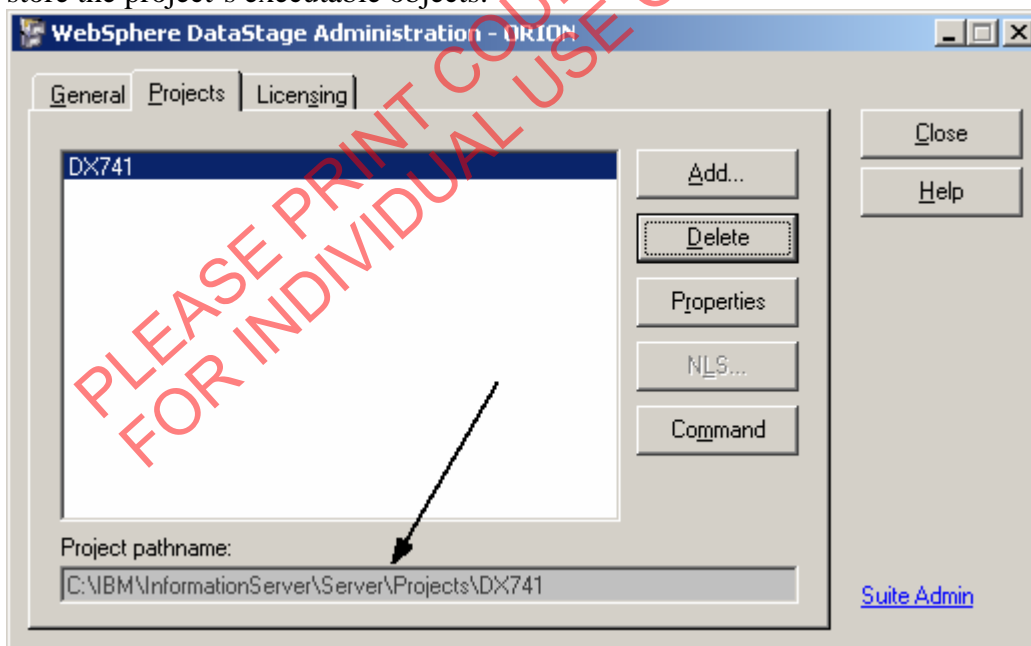 store the project's executable objects.
WebSphere DataStage Administration - ORION
General Projects Licensing
Close
Help
DX741
Add...
Delete
Properties
NLS...
Command
Project pathname:
C:\IBM\InformationServer\Server\Projects\DX741
Suite Admin
PLEASE PRINT
FOR INDIVIDUAL USE